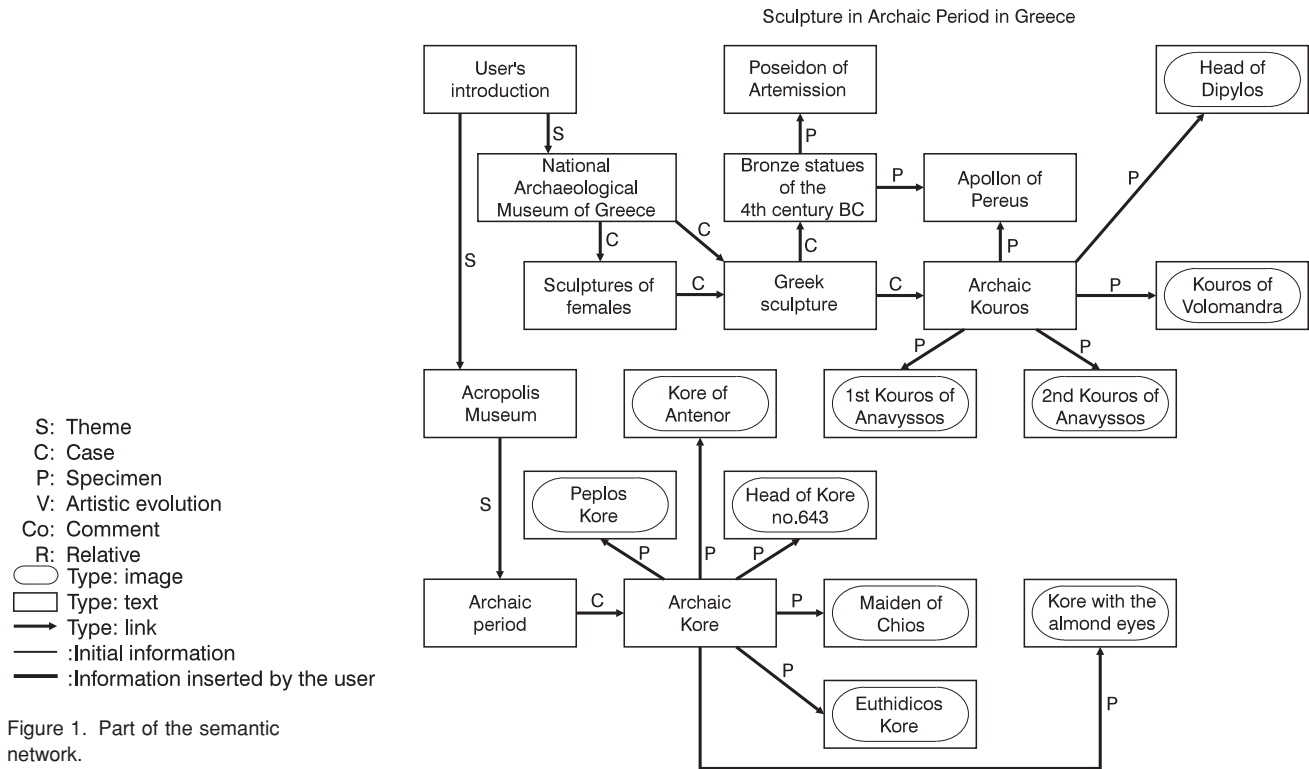 Sculpture in Archaic Period in Greece
User's
introduction
Poseidon of
Artemission
Head of
Dipylos
S
P
National
Archaeological
Museum of Greece
Bronze statues
of the
4th century BC
P
Apollon of
Pereus
P
C
C
C
P
S
Sculptures of
females
C
Greek
sculpture
C
Archaic
Kouros
P
Kouros of
Volomandra
P
P
Acropolis
Museum
Kore of
Antenor
1st Kouros of
Anavyssos
2nd Kouros of
Anavyssos
S
Peplos
Kore
Head of Kore
no.643
P
P
P
Archaic
period
C
Archaic
Kore
P
Maiden of
Chios
Kore with the
almond eyes
P
Euthidicos
Kore
P
S: Theme
C: Case
P: Specimen
V: Artistic evolution
Co: Comment
R: Relative
Type: image
Type: text
Type: link
:Initial information
:Information inserted by the user
Figure 1. Part of the semantic
network.